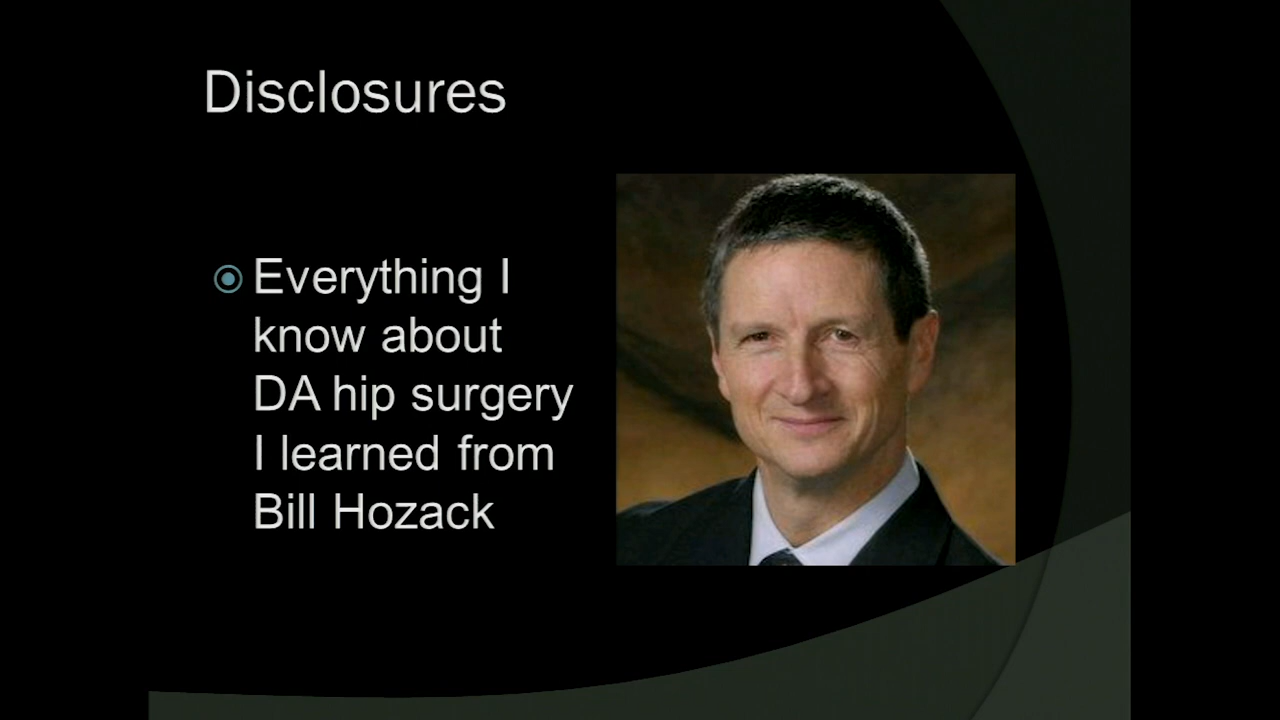 Disclosures
Everything I
know about
DA hip surgery
I learned from
Bill Hozack